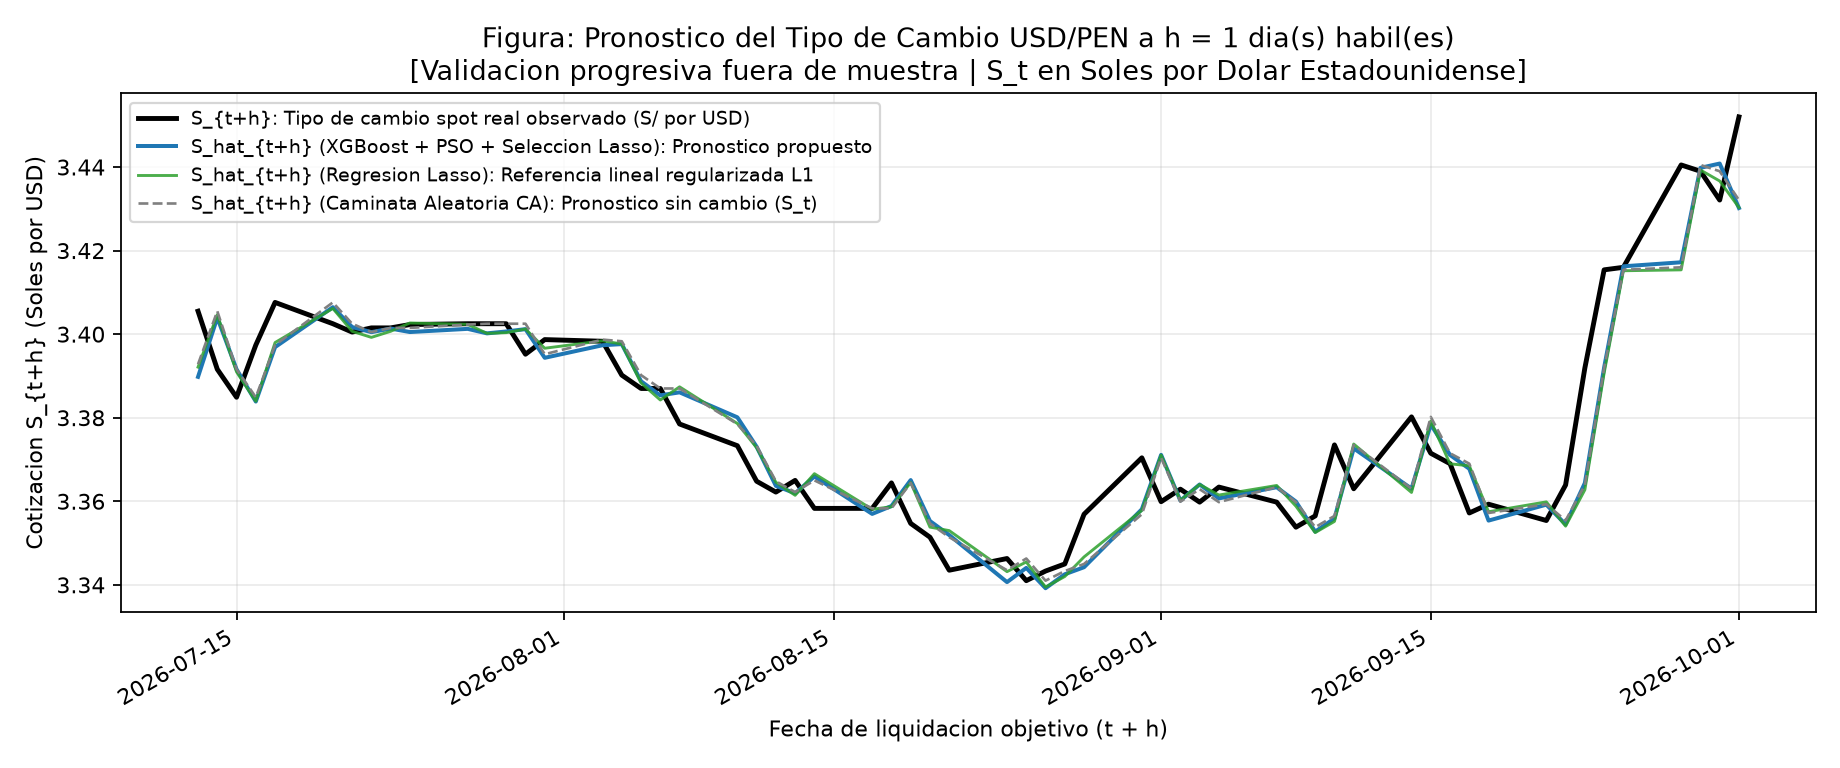 Figura: Pronostico del Tipo de Cambio USD/PEN a h = 1 dia(s) habil(es)
[Validacion progresiva fuera de muestra | S_t en Soles por Dolar Estadounidense]
S_{t+h}: Tipo de cambio spot real observado (S/ por USD)
S_hat_{t+h} (XGBoost + PSO + Seleccion Lasso): Pronostico propuesto
S_hat_{t+h} (Regresion Lasso): Referencia lineal regularizada L1
S_hat_{t+h} (Caminata Aleatoria CA): Pronostico sin cambio (S_t)
Cotizacion S_{t+h} (Soles por USD)
3.44
3.42
3.40
3.38
3.36
3.34
2026-07-15
2026-08-01
2026-08-15
2026-09-01
2026-09-15
2026-10-01
Fecha de liquidacion objetivo (t + h)